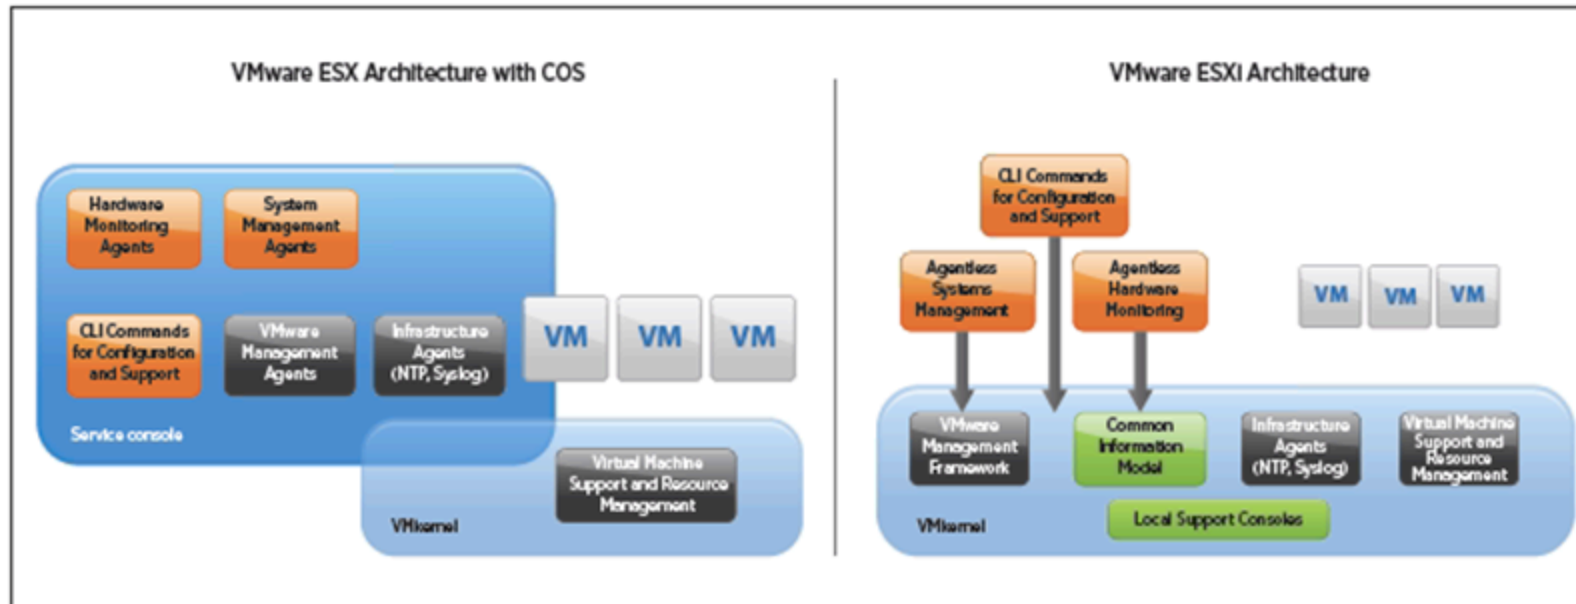 VMware ESX Architecture with COS
Hardware
Monitoring
Agents
System
Management
Agents
CLI Commands
for Configuration
and Support
VMware
Management
Agents
Infrastructure
Agents
(NTP, Syslog)
Service console
VM
VM
VM
Virtual Machine
Support and Resource
Management
VMkernel
VMware ESXi Architecture
CLI Commands
for Configuration
and Support
Agentless
Systems
Management
Agentless
Hardware
Monitoring
VM
VM
VM
VMware
Management
Framework
Common
Information
Model
Infrastructure
Agents
(NTP, Syslog)
Virtual Machine
Support and
Resource
Management
Local Support Consoles
VMkernel